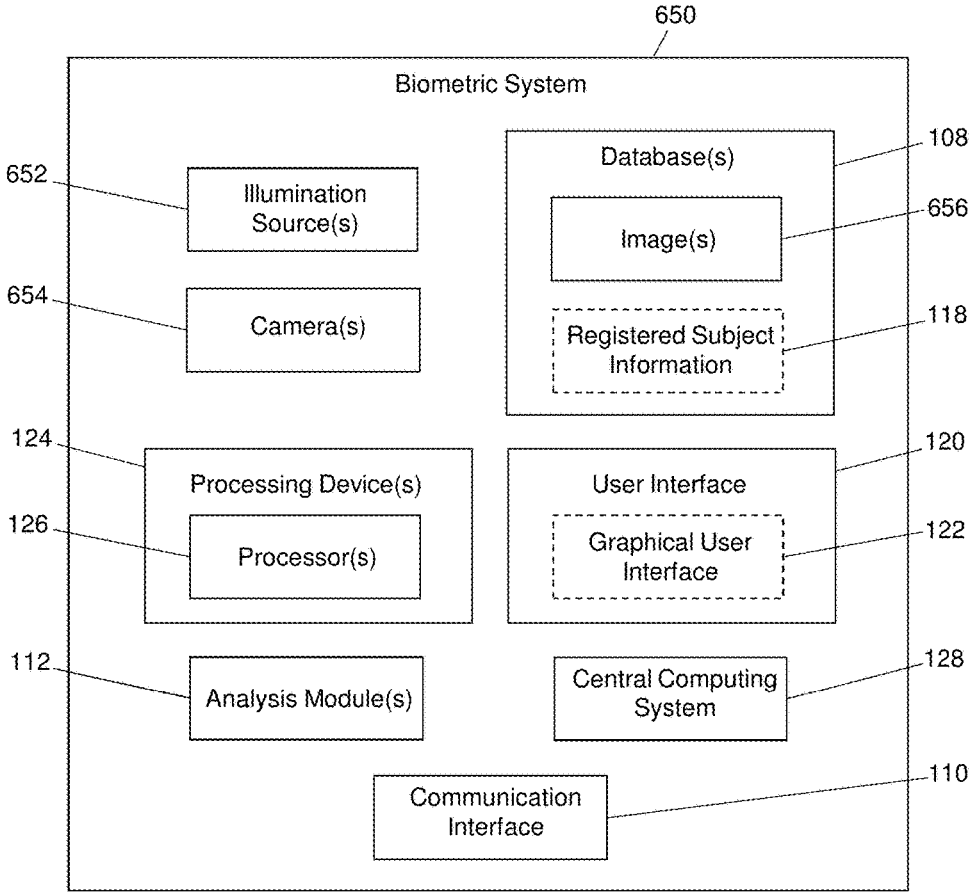 650
Biometric System
108
Database(s)
652
Illumination
Source(s)
656
Image(s)
654
Camera(s)
118
Registered Subject
Information
124
Processing Device(s)
120
User Interface
126
Processor(s)
122
Graphical User
Interface
112
Analysis Module(s)
128
Central Computing
System
110
Communication
Interface